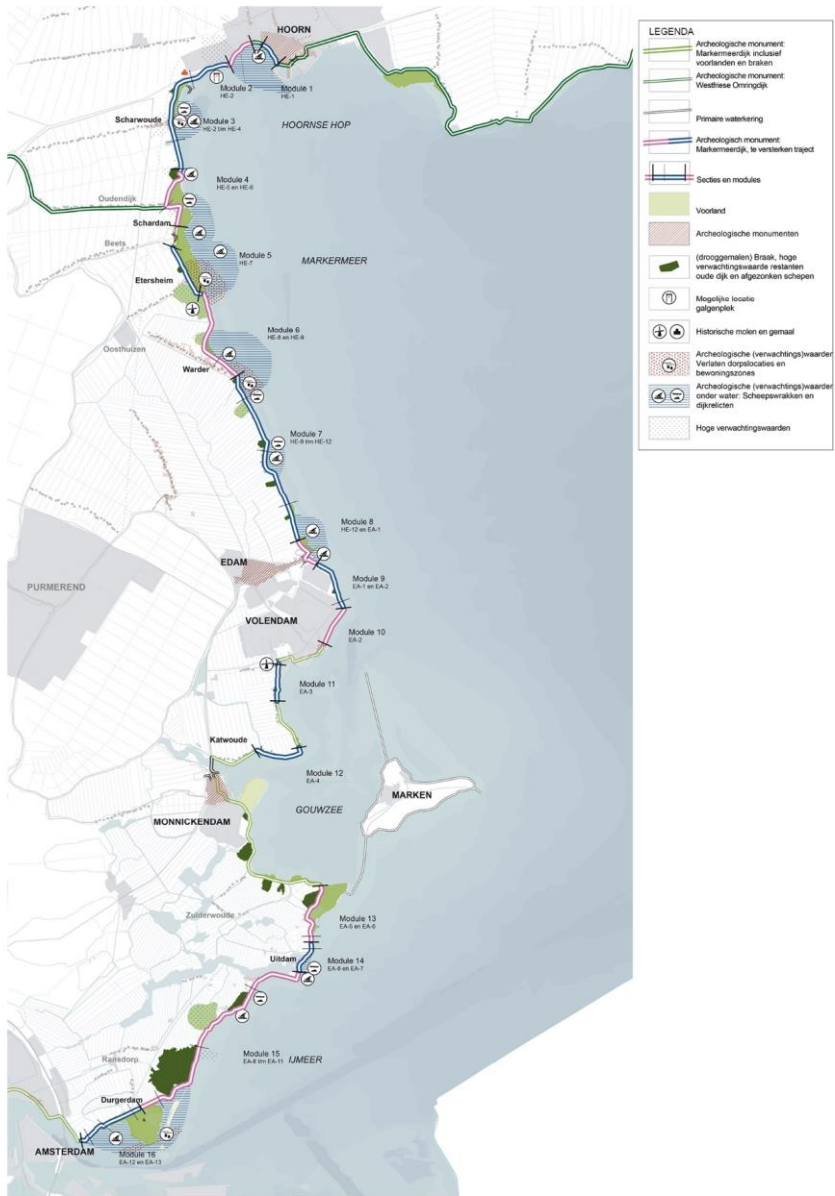 HOORN
Module 2
HE-2
Module 1
HE-1
HOORNSE HOP
Scharwoude
Module 3
HE-2 t/m HE-4
Module 4
HE-5 en HE-6
Oudendijk
Schardam
Beets
Module 5
HE-7
MARKERMEER
Etersheim
Module 6
HE-8 en HE-9
Oosthuizen
Warder
Module 7
HE-9 t/m HE-12
Module 8
HE-12 en EA-1
EDAM
Module 9
EA-1 en EA-2
PURMEREND
VOLENDAM
Module 10
EA-2
Module 11
EA-3
Katwoude
Module 12
EA-4
GOUWZEE
MARKEN
MONNICKENDAM
Zuiderwoude
Module 13
EA-5 en EA-6
Uitdam
Module 14
EA-6 en EA-7
Module 15
EA-8 t/m EA-11
IJMEER
Ransdorp
Durgerdam
AMSTERDAM
Module 16
EA-12 en EA-13
LEGENDA
Archeologische monument:
Markermeerdijk inclusief
voorlanden en braken
Archeologische monument:
Westfriese Omringdijk
Primaire waterkering
Archeologisch monument:
Markermeerdijk, te versterken traject
Secties en modules
Voorland
Archeologische monumenten
(drooggemalen) Braak, hoge
verwachtingswaarde restanten
oude dijk en afgezonken schepen
Mogelijke locatie
galgenplek
Historische molen en gemaal
Archeologische (verwachtings)waarden
Verlaten dorpslocaties en
bewoningszones
Archeologische (verwachtings)waarden
onder water: Scheepswrakken en
dijkrelicten
Hoge verwachtingswaarden